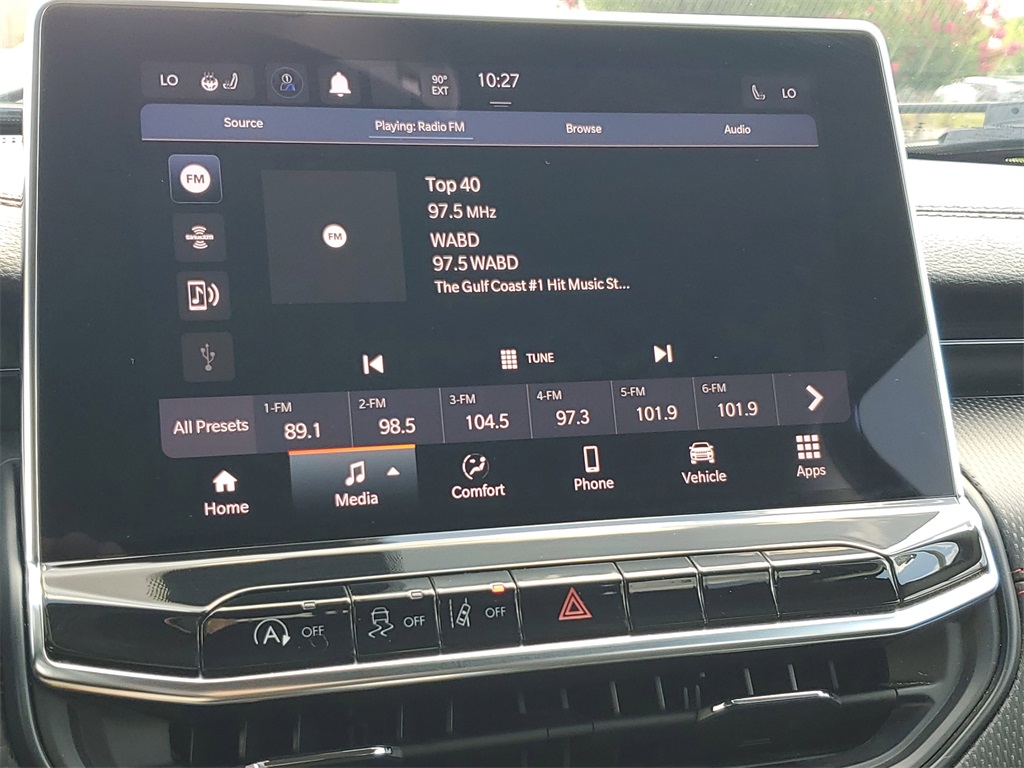 LO 90° EXT 10:27 LO
Source Playing: Radio FM Browse Audio
FM
SiriusXM
FM
Top 40
97.5 MHz
WABD
97.5 WABD
The Gulf Coast #1 Hit Music St...
TUNE
All Presets
1-FM 89.1
2-FM 98.5
3-FM 104.5
4-FM 97.3
5-FM 101.9
6-FM 101.9
Home Media Comfort Phone Vehicle Apps
A OFF OFF OFF